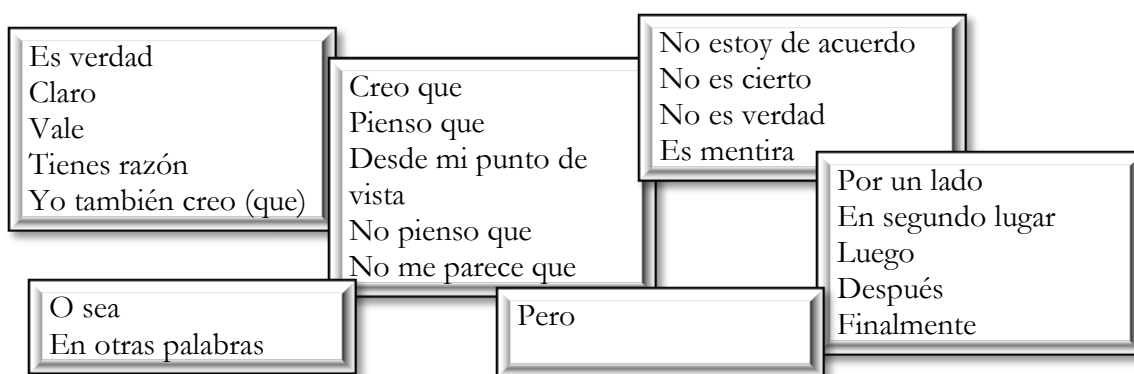 Es verdad
Claro
Vale
Tienes razón
Yo también creo (que)
Creo que
Pienso que
Desde mi punto de
vista
No pienso que
No me parece que
No estoy de acuerdo
No es cierto
No es verdad
Es mentira
Por un lado
En segundo lugar
Luego
Después
Finalmente
O sea
En otras palabras
Pero